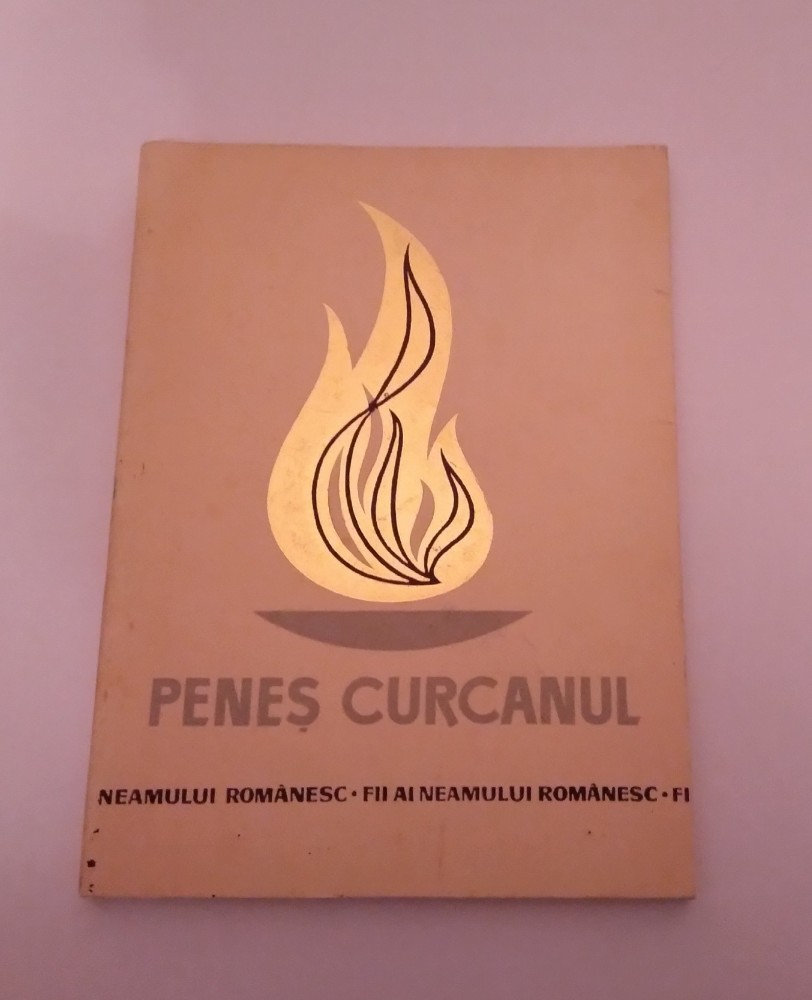 PENEȘ CURCANUL
NEAMULUI ROMÂNESC • FII AI NEAMULUI ROMÂNESC • FI